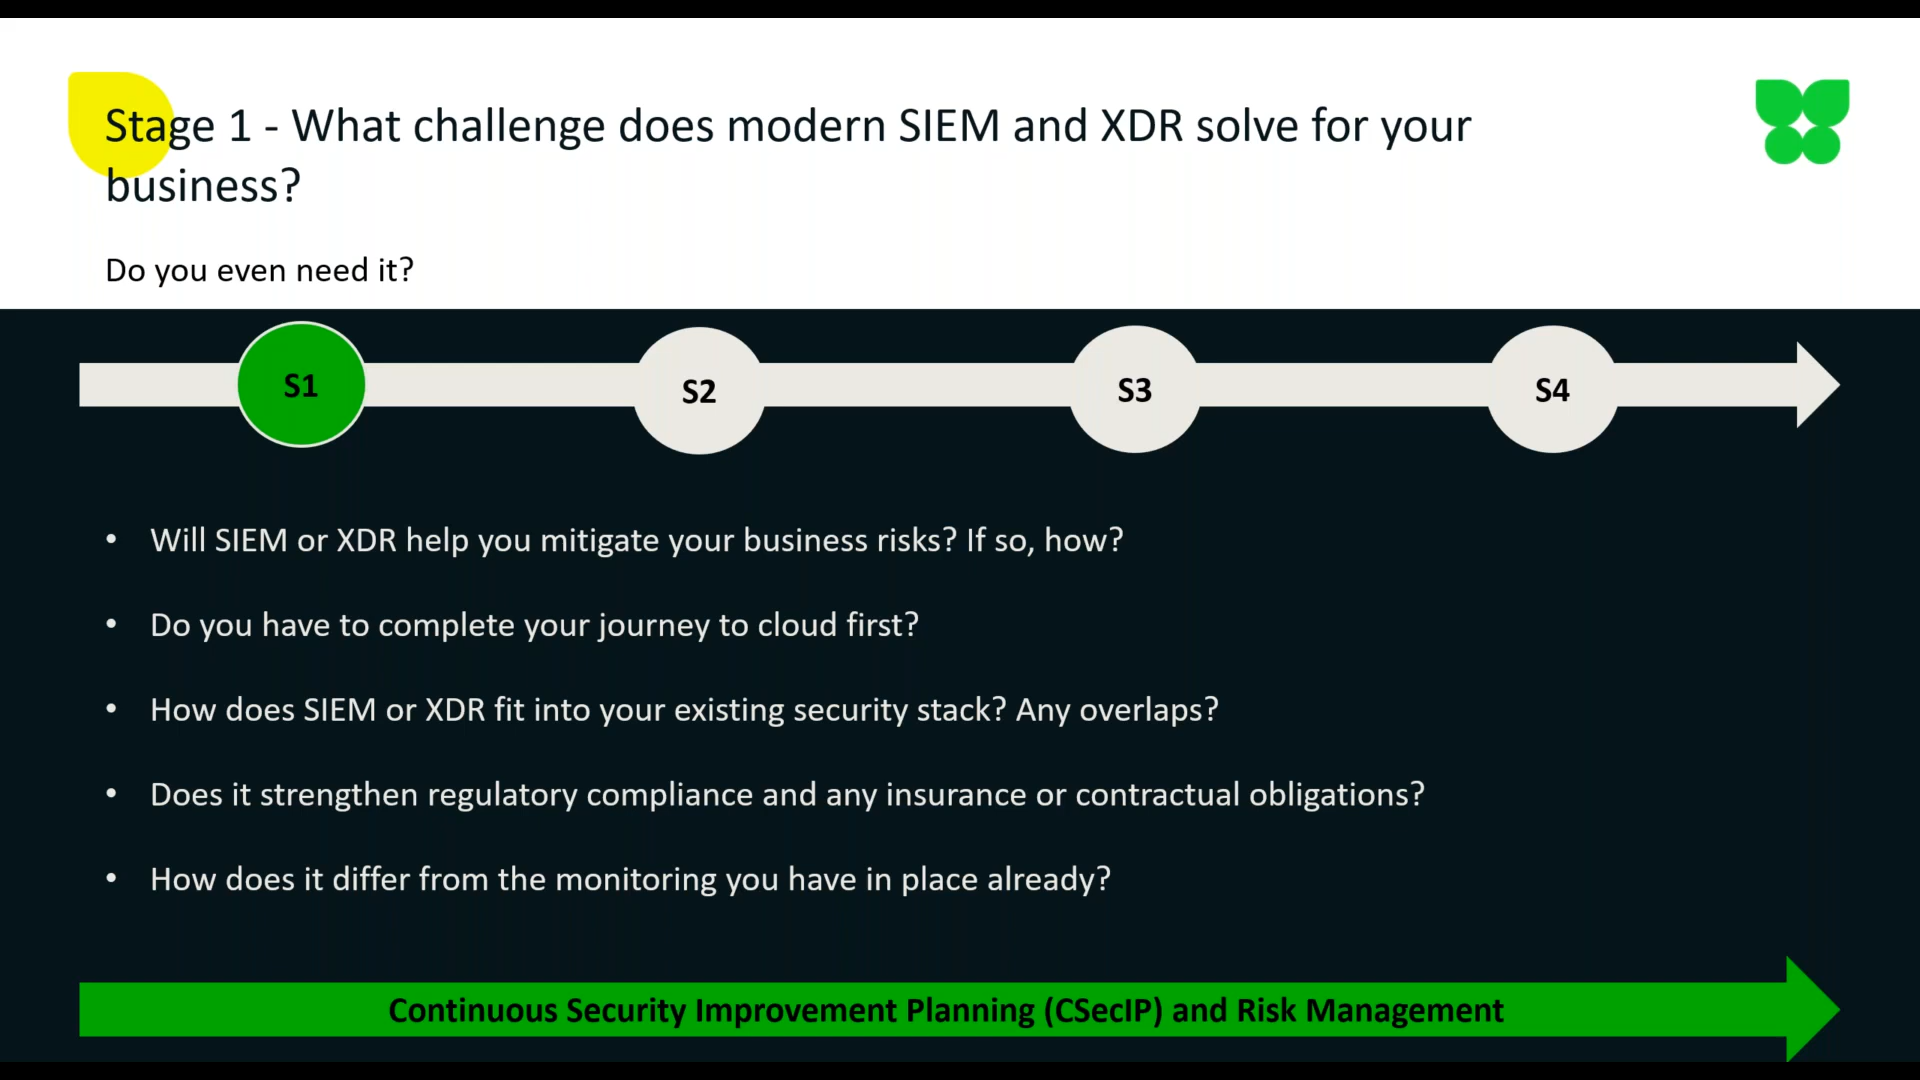 Stage 1 - What challenge does modern SIEM and XDR solve for your
business?
Do you even need it?
S1
S2
S3
S4
• Will SIEM or XDR help you mitigate your business risks? If so, how?
• Do you have to complete your journey to cloud first?
• How does SIEM or XDR fit into your existing security stack? Any overlaps?
• Does it strengthen regulatory compliance and any insurance or contractual obligations?
• How does it differ from the monitoring you have in place already?
Continuous Security Improvement Planning (CSecIP) and Risk Management